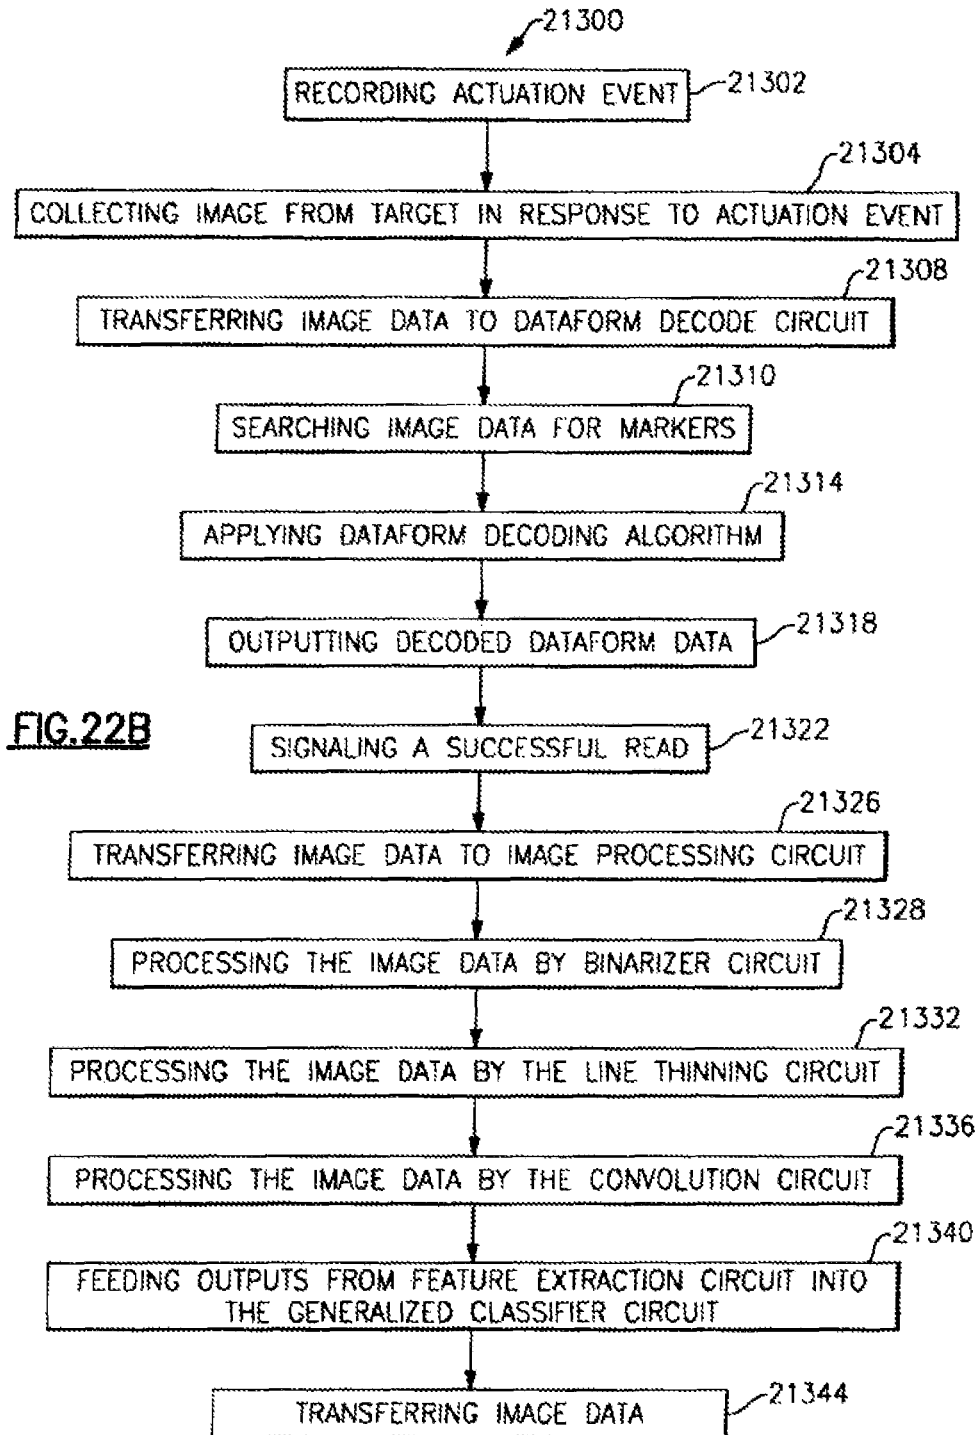 21300
RECORDING ACTUATION EVENT
21302
21304
COLLECTING IMAGE FROM TARGET IN RESPONSE TO ACTUATION EVENT
21308
TRANSFERRING IMAGE DATA TO DATAFORM DECODE CIRCUIT
21310
SEARCHING IMAGE DATA FOR MARKERS
21314
APPLYING DATAFORM DECODING ALGORITHM
21318
OUTPUTTING DECODED DATAFORM DATA
FIG.22B
21322
SIGNALING A SUCCESSFUL READ
21326
TRANSFERRING IMAGE DATA TO IMAGE PROCESSING CIRCUIT
21328
PROCESSING THE IMAGE DATA BY BINARIZER CIRCUIT
21332
PROCESSING THE IMAGE DATA BY THE LINE THINNING CIRCUIT
21336
PROCESSING THE IMAGE DATA BY THE CONVOLUTION CIRCUIT
21340
FEEDING OUTPUTS FROM FEATURE EXTRACTION CIRCUIT INTO
THE GENERALIZED CLASSIFIER CIRCUIT
21344
TRANSFERRING IMAGE DATA